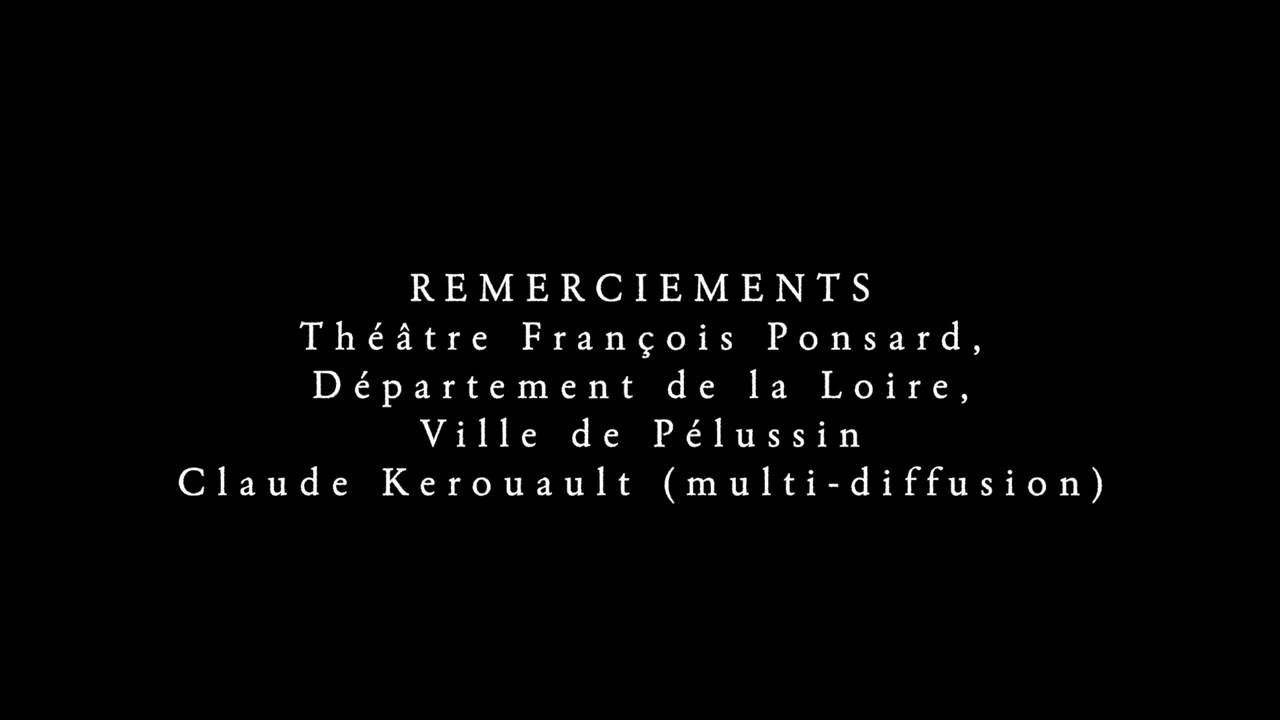 REMERCIEMENTS
Théâtre François Ponsard,
Département de la Loire,
Ville de Pélussin
Claude Kerouault (multi-diffusion)